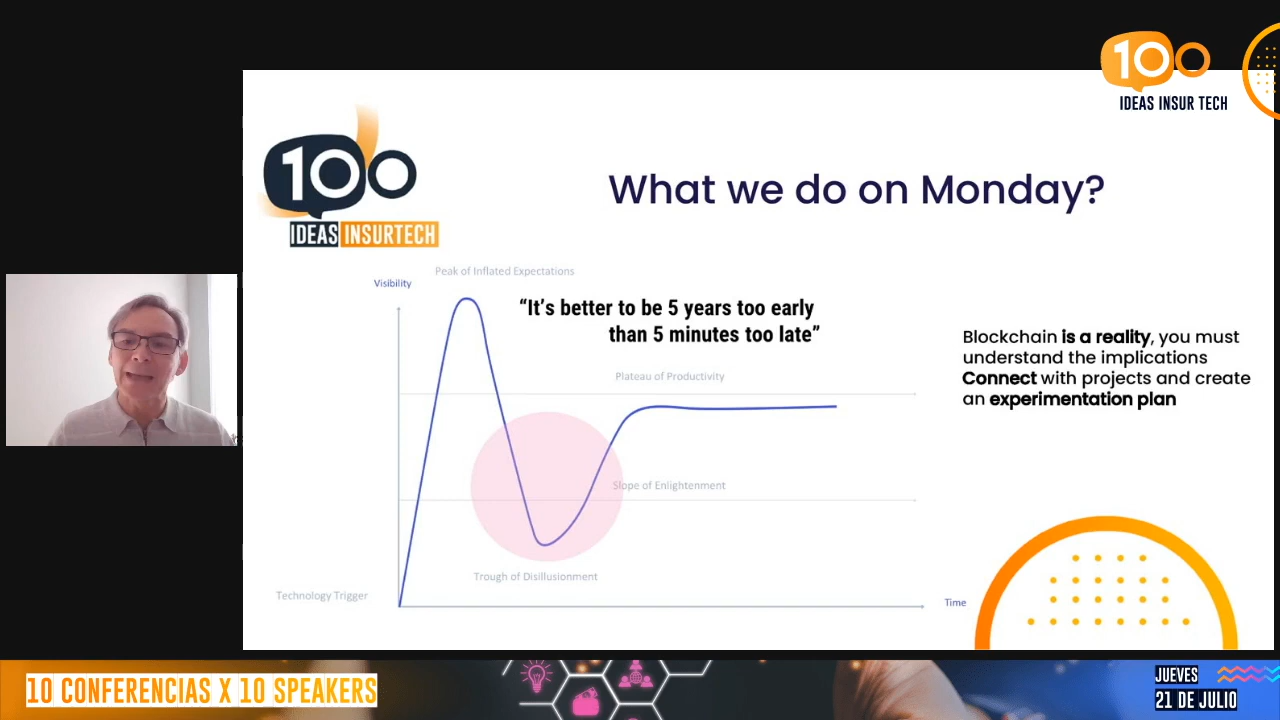 100
IDEAS INSUR TECH
100
IDEAS INSURTECH
What we do on Monday?
Peak of Inflated Expectations
Visibility
“It’s better to be 5 years too early
than 5 minutes too late”
Plateau of Productivity
Blockchain is a reality, you must
understand the implications
Connect with projects and create
an experimentation plan
Slope of Enlightenment
Trough of Disillusionment
Technology Trigger
Time
10 CONFERENCIAS X 10 SPEAKERS
JUEVES
21 DE JULIO